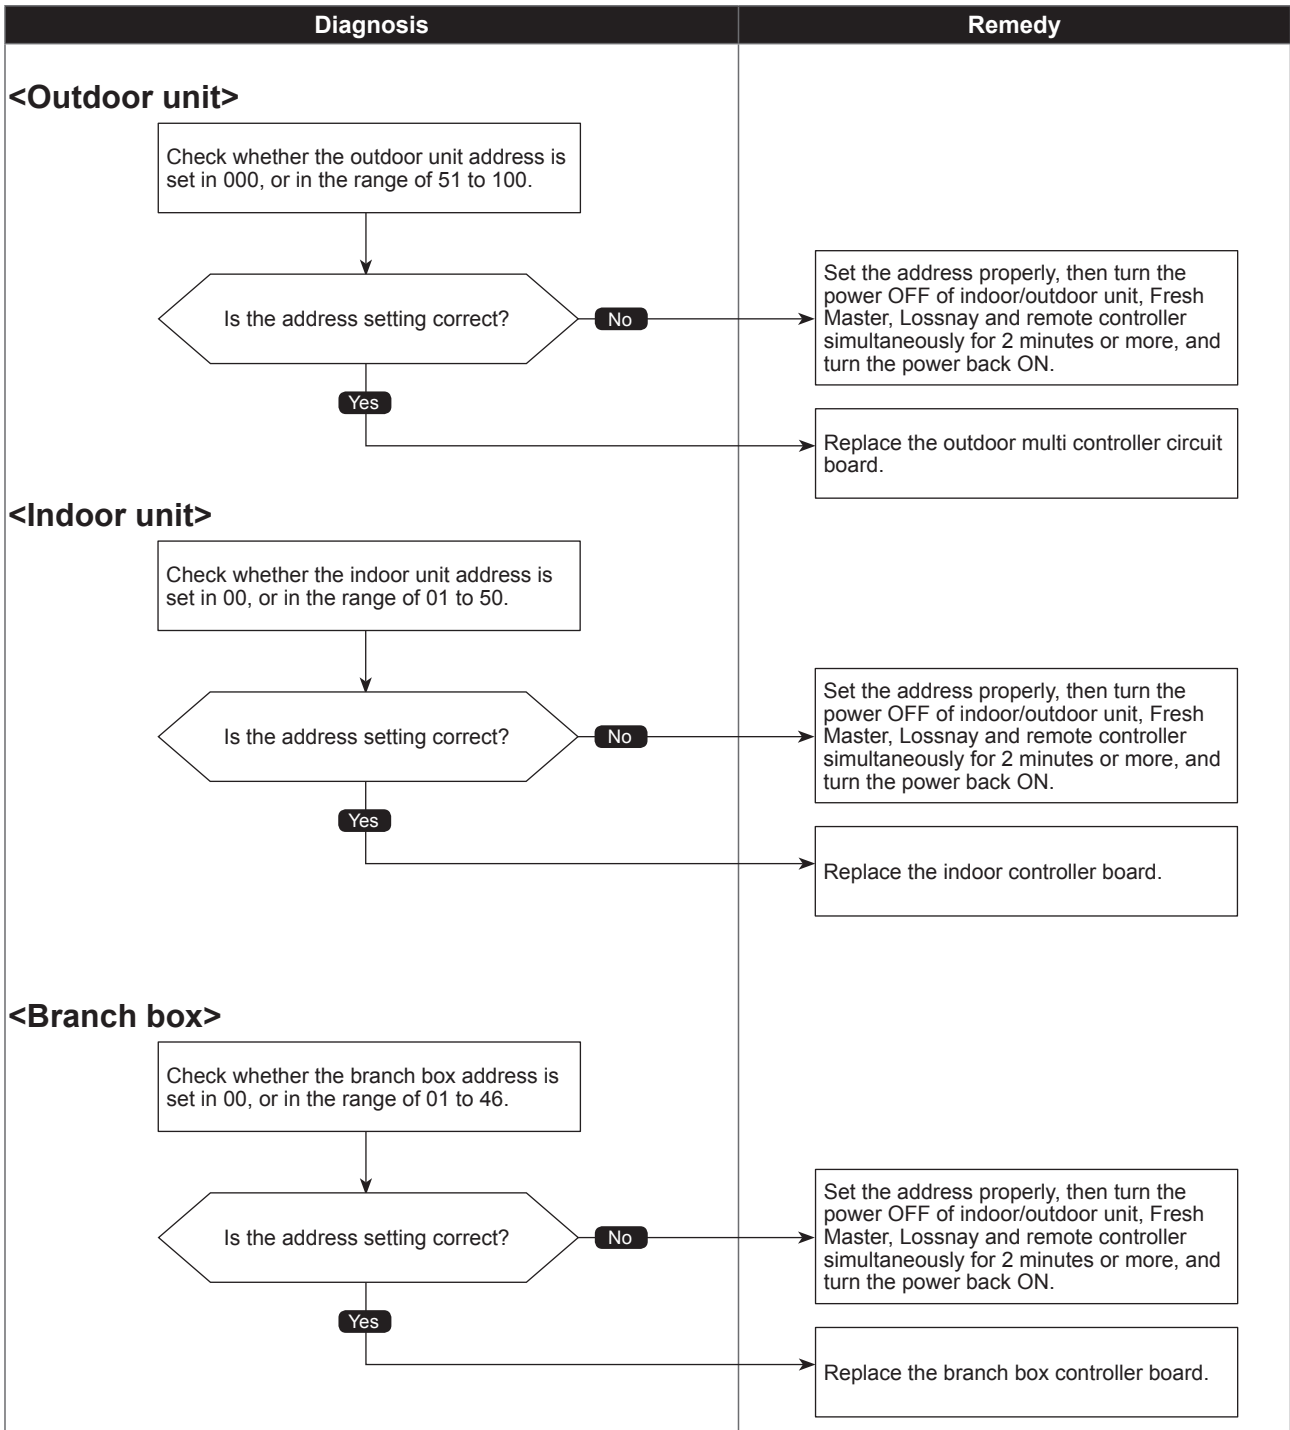 Diagnosis
Remedy
<Outdoor unit>
Check whether the outdoor unit address is
set in 000, or in the range of 51 to 100.
Is the address setting correct?
No
Set the address properly, then turn the
power OFF of indoor/outdoor unit, Fresh
Master, Lossnay and remote controller
simultaneously for 2 minutes or more, and
turn the power back ON.
Yes
Replace the outdoor multi controller circuit
board.
<Indoor unit>
Check whether the indoor unit address is
set in 00, or in the range of 01 to 50.
Is the address setting correct?
No
Set the address properly, then turn the
power OFF of indoor/outdoor unit, Fresh
Master, Lossnay and remote controller
simultaneously for 2 minutes or more, and
turn the power back ON.
Yes
Replace the indoor controller board.
<Branch box>
Check whether the branch box address is
set in 00, or in the range of 01 to 46.
Is the address setting correct?
No
Set the address properly, then turn the
power OFF of indoor/outdoor unit, Fresh
Master, Lossnay and remote controller
simultaneously for 2 minutes or more, and
turn the power back ON.
Yes
Replace the branch box controller board.